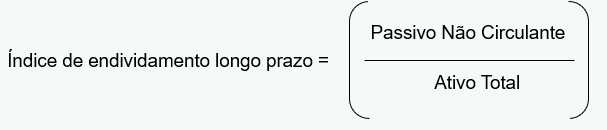 Passivo Não Circulante
Índice de endividamento longo prazo =
Ativo Total